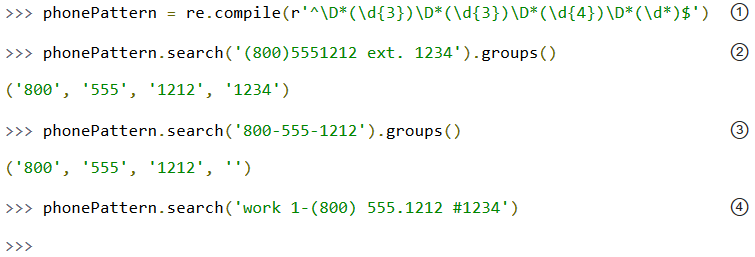 >>> phonePattern = re.compile(r'^\D*(\d{3})\D*(\d{3})\D*(\d{4})\D*(\d*)$') ①
>>> phonePattern.search('(800)5551212 ext. 1234').groups() ②
('800', '555', '1212', '1234')
>>> phonePattern.search('800-555-1212').groups() ③
('800', '555', '1212', '')
>>> phonePattern.search('work 1-(800) 555.1212 #1234') ④
>>>